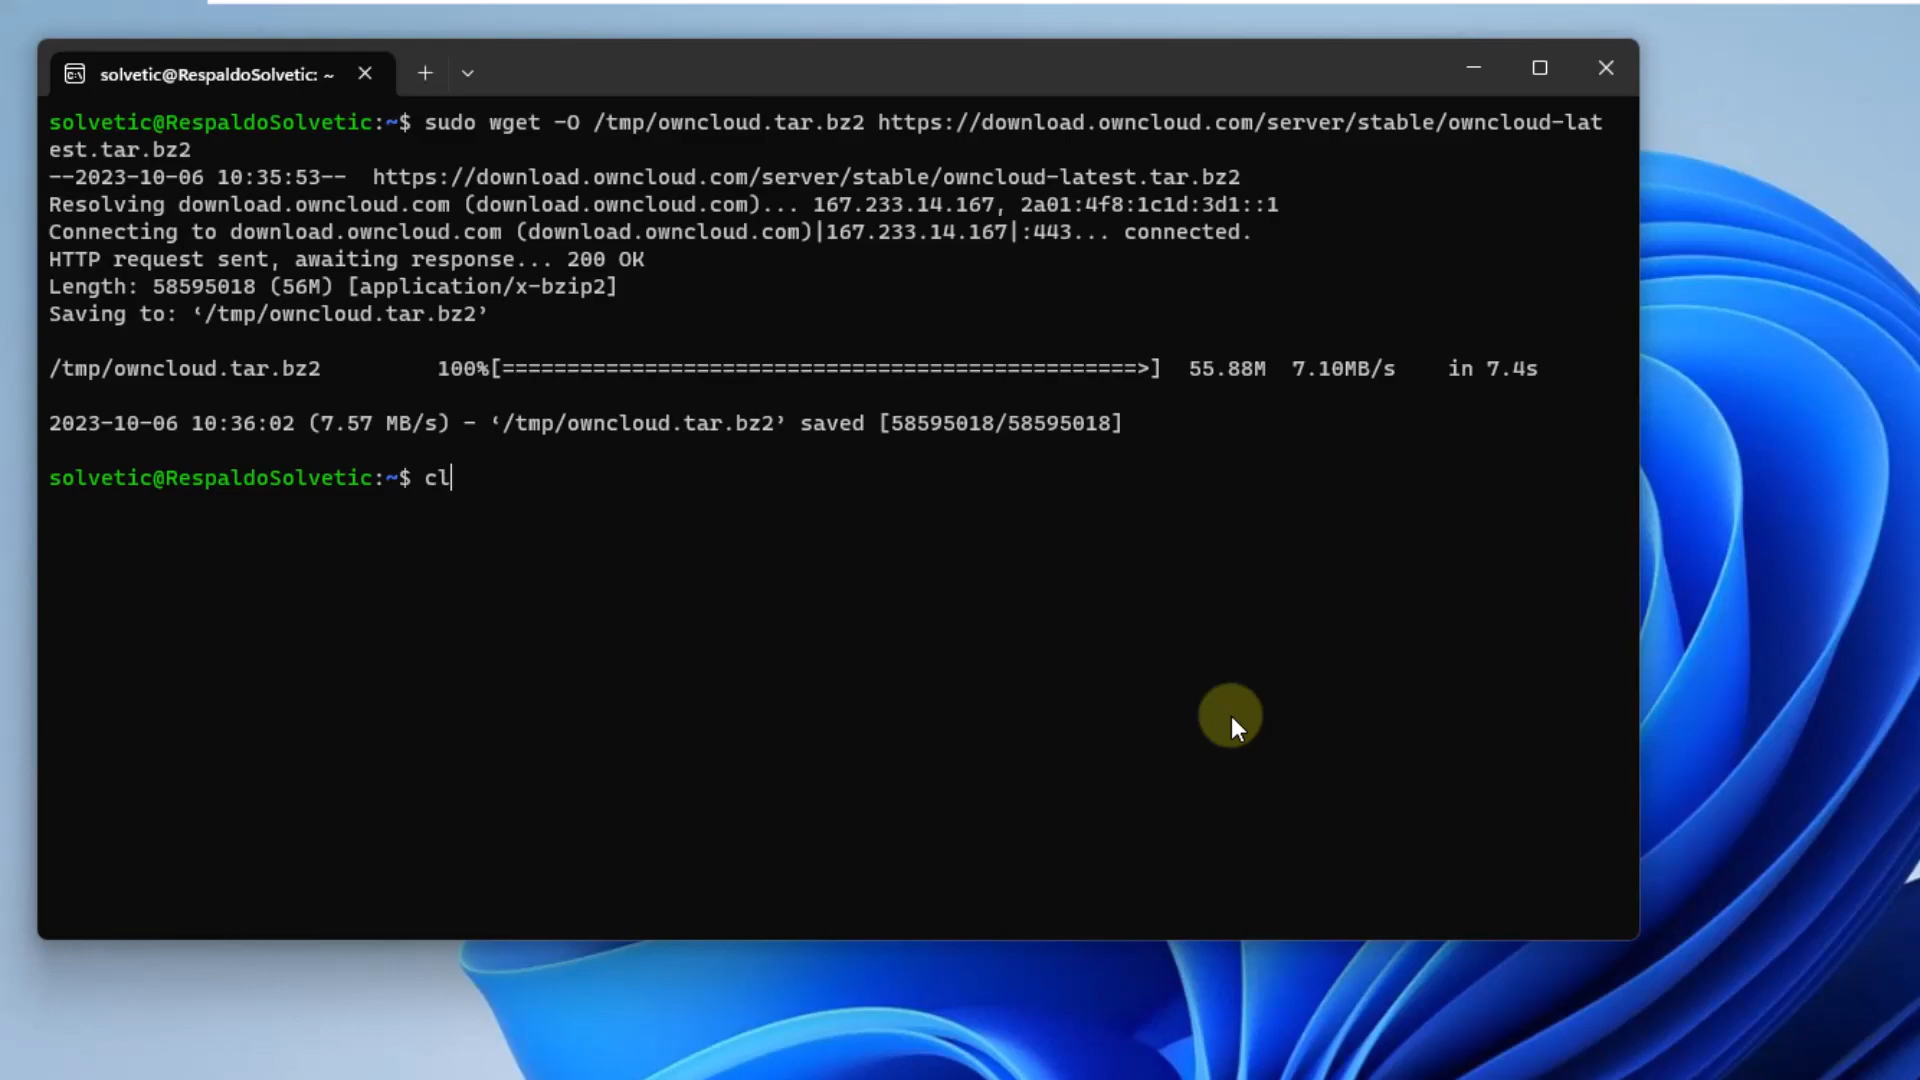 solvetic@RespaldoSolvetic: ~
solvetic@RespaldoSolvetic:~$ sudo wget -O /tmp/owncloud.tar.bz2 https://download.owncloud.com/server/stable/owncloud-lat
est.tar.bz2
--2023-10-06 10:35:53--  https://download.owncloud.com/server/stable/owncloud-latest.tar.bz2
Resolving download.owncloud.com (download.owncloud.com)... 167.233.14.167, 2a01:4f8:1c1d:3d1::1
Connecting to download.owncloud.com (download.owncloud.com)|167.233.14.167|:443... connected.
HTTP request sent, awaiting response... 200 OK
Length: 58595018 (56M) [application/x-bzip2]
Saving to: ‘/tmp/owncloud.tar.bz2’
/tmp/owncloud.tar.bz2         100%[=================================================>]  55.88M  7.10MB/s    in 7.4s
2023-10-06 10:36:02 (7.57 MB/s) - ‘/tmp/owncloud.tar.bz2’ saved [58595018/58595018]
solvetic@RespaldoSolvetic:~$ cl